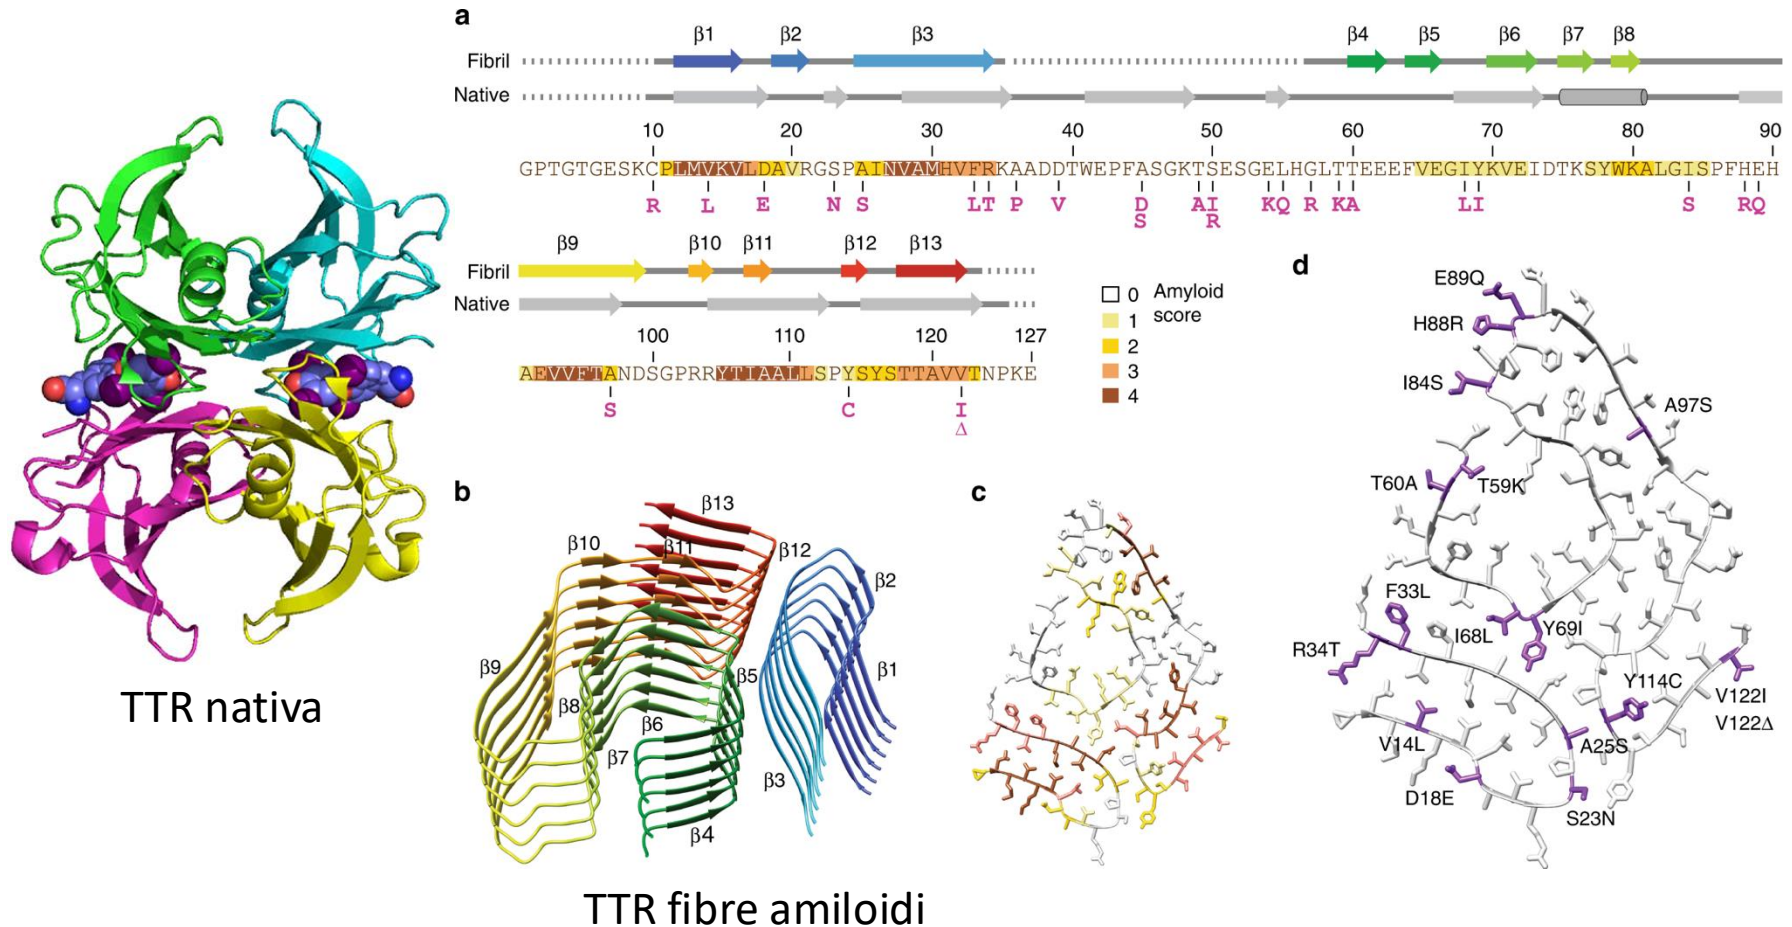 a
β1 β2 β3 β4 β5 β6 β7 β8
Fibril
Native
10 20 30 40 50 60 70 80 90
GPTGTGESKCPLMVKVLDAVRGSPAINVAMHVFRKAADDTWEPFASGKTSESGELHGLTTEEEFVEGIYKVEIDTKSYWKALGISPFHEH
R L E N S LT P V D AI KQ R KA LI S RQ
S R
β9 β10 β11 β12 β13
Fibril
Native
100 110 120 127
AEVVFTANDSGPRRYTIAALLSPYSYSTTAVVTNPKE
S C I
Δ
0 Amyloid score
1
2
3
4
b
β13
β10 β11 β12
β2
β9
β5
β1
β8
β6
β7
β3
β4
c
d
E89Q
H88R
I84S
A97S
T60A
T59K
F33L
I68L
Y69I
R34T
Y114C
V122I
V122Δ
V14L
A25S
D18E
S23N
TTR nativa
TTR fibre amiloidi